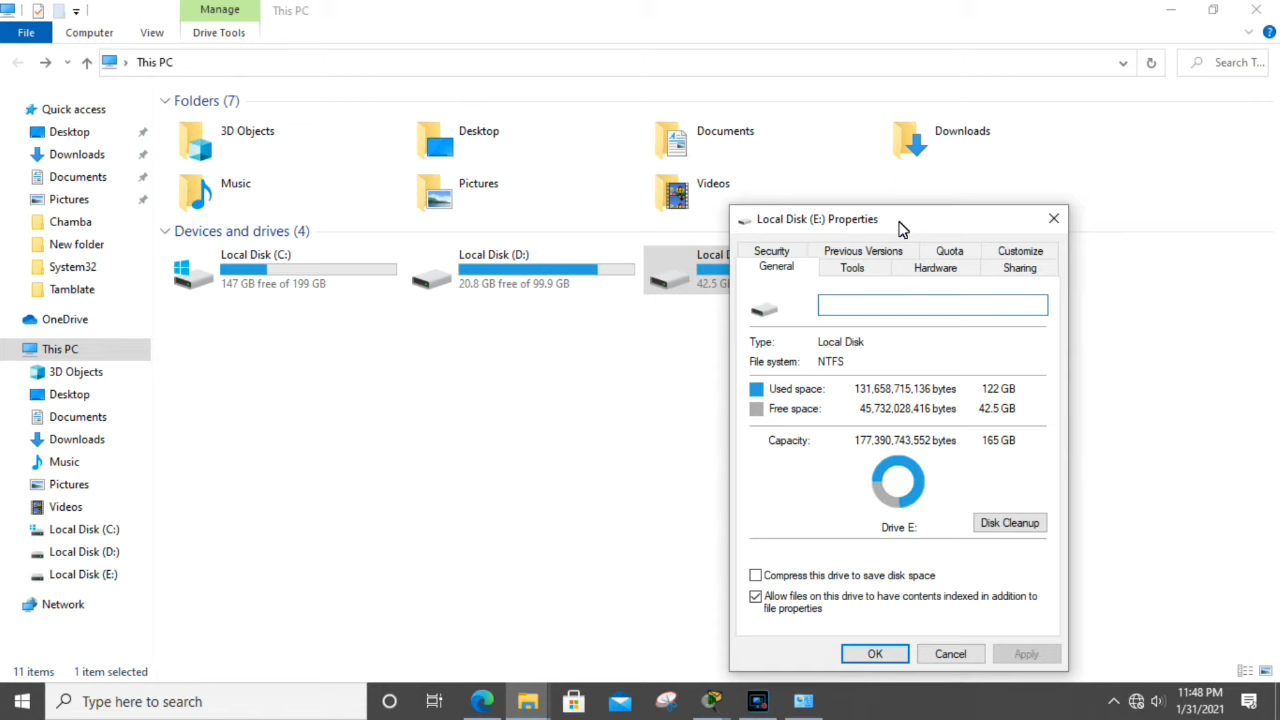 Manage
This PC
File
Computer
View
Drive Tools
This PC
Search T...
Quick access
Desktop
Downloads
Documents
Pictures
Chamba
New folder
System32
Tamblate
OneDrive
This PC
3D Objects
Desktop
Documents
Downloads
Music
Pictures
Videos
Local Disk (C:)
Local Disk (D:)
Local Disk (E:)
Network
Folders (7)
3D Objects
Desktop
Documents
Downloads
Music
Pictures
Videos
Devices and drives (4)
Local Disk (C:)
147 GB free of 199 GB
Local Disk (D:)
20.8 GB free of 99.9 GB
Local D
42.5 G
Local Disk (E:) Properties
Security
Previous Versions
Quota
Customize
General
Tools
Hardware
Sharing
Type: Local Disk
File system: NTFS
Used space: 131,658,715,136 bytes 122 GB
Free space: 45,732,028,416 bytes 42.5 GB
Capacity: 177,390,743,552 bytes 165 GB
Drive E:
Disk Cleanup
Compress this drive to save disk space
Allow files on this drive to have contents indexed in addition to
file properties
OK
Cancel
Apply
11 items
1 item selected
Type here to search
11:48 PM
1/31/2021